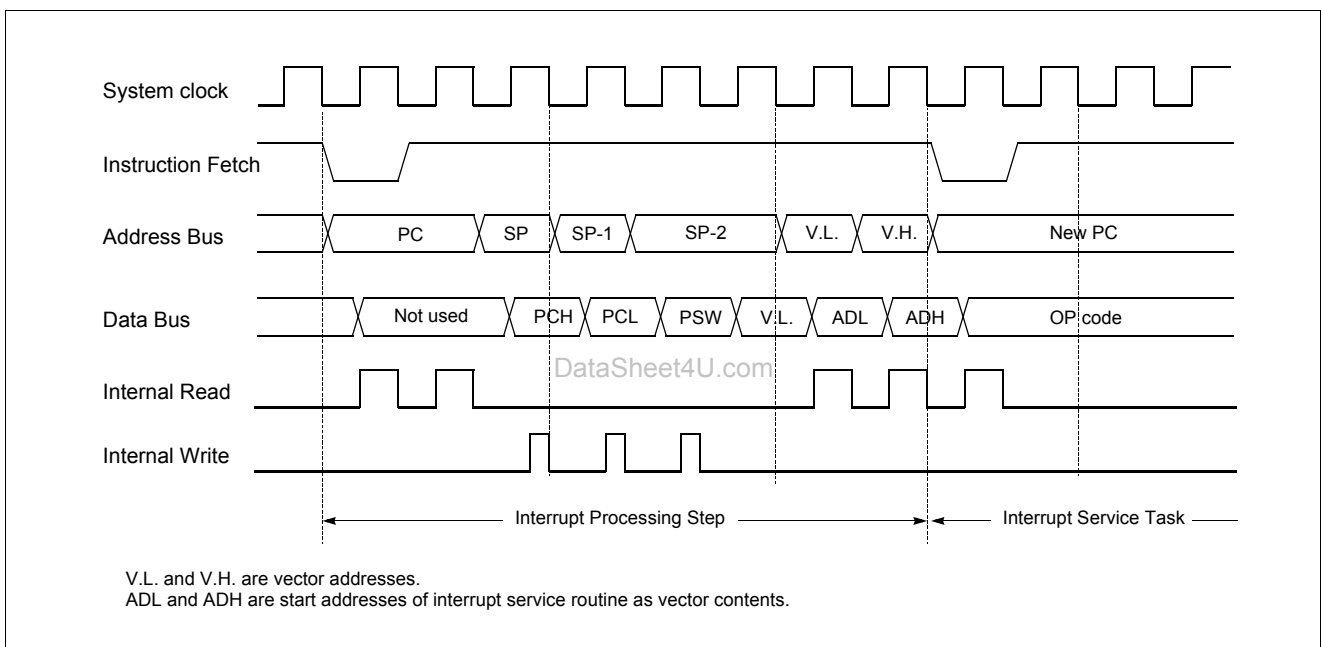 System clock
Instruction Fetch
Address Bus PC SP SP-1 SP-2 V.L. V.H. New PC
Data Bus Not used PCH PCL PSW V.L. ADL ADH OP code
DataSheet4U.com
Internal Read
Internal Write
Interrupt Processing Step Interrupt Service Task
V.L. and V.H. are vector addresses.
ADL and ADH are start addresses of interrupt service routine as vector contents.